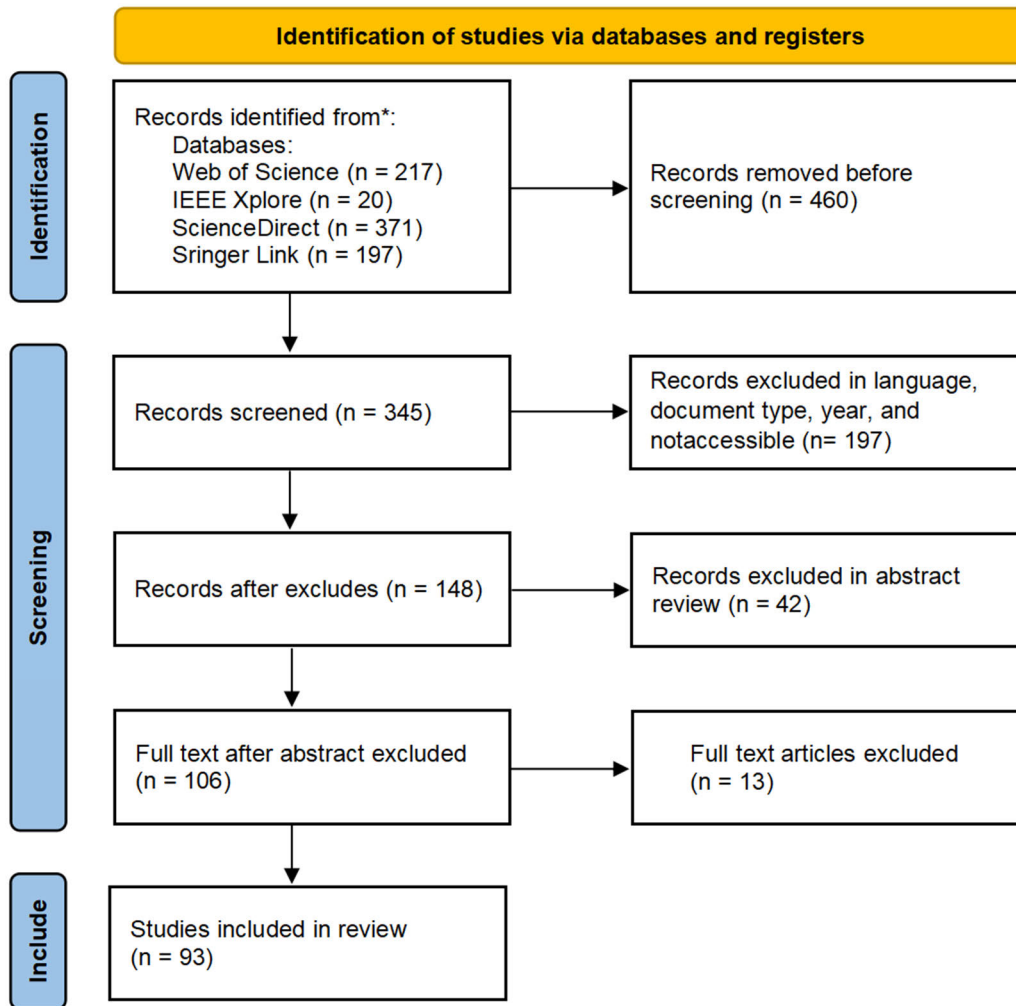 Identification of studies via databases and registers
Identification
Records identified from*:
Databases:
Web of Science (n = 217)
IEEE Xplore (n = 20)
ScienceDirect (n = 371)
Sringer Link (n = 197)
Records removed before
screening (n = 460)
Screening
Records screened (n = 345)
Records excluded in language,
document type, year, and
notaccessible (n= 197)
Records after excludes (n = 148)
Records excluded in abstract
review (n = 42)
Full text after abstract excluded
(n = 106)
Full text articles excluded
(n = 13)
Include
Studies included in review
(n = 93)